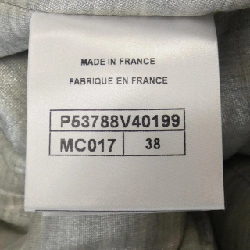 MADE IN FRANCE
FABRIQUE EN FRANCE
P53788V40199
MC017 38